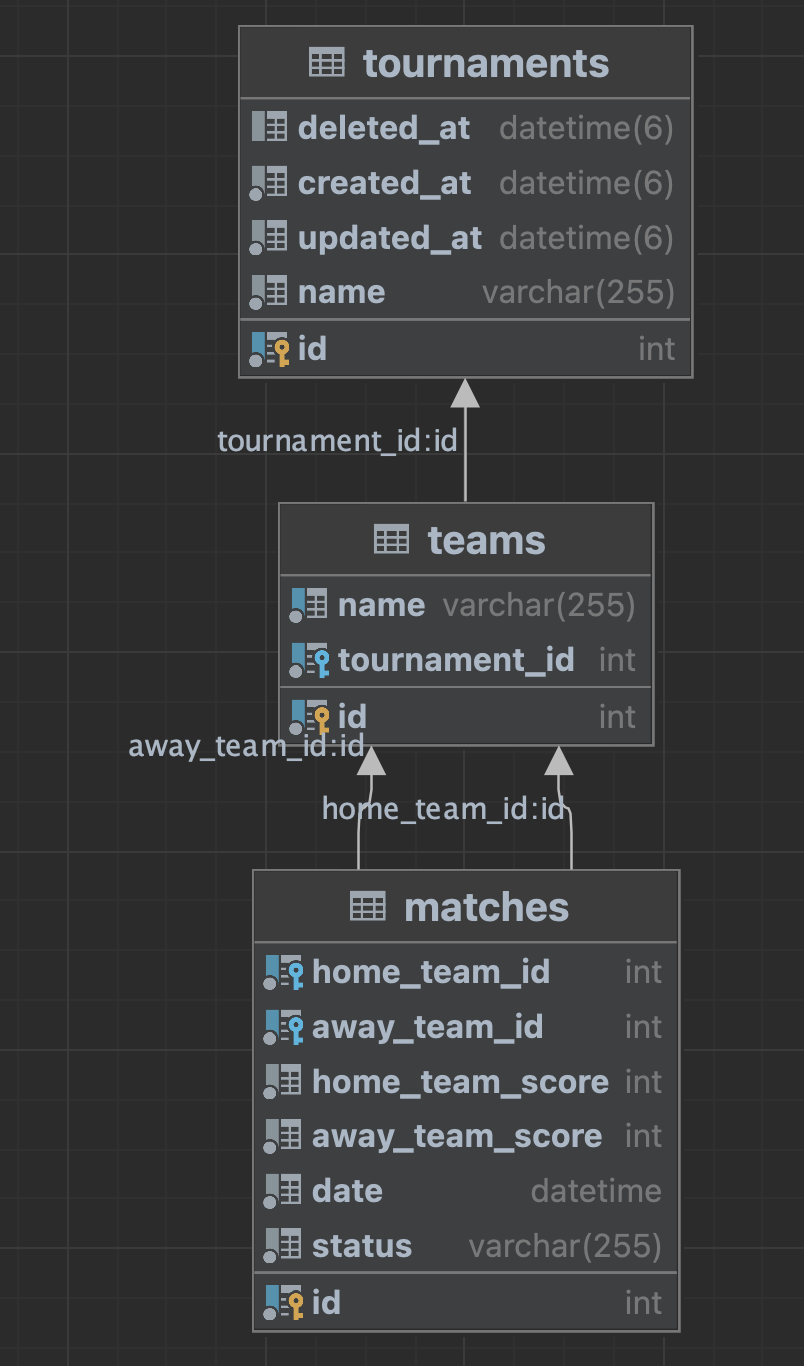 tournaments
deleted_at datetime(6)
created_at datetime(6)
updated_at datetime(6)
name varchar(255)
id int
tournament_id:id
teams
name varchar(255)
tournament_id int
id int
away_team_id:id
home_team_id:id
matches
home_team_id int
away_team_id int
home_team_score int
away_team_score int
date datetime
status varchar(255)
id int